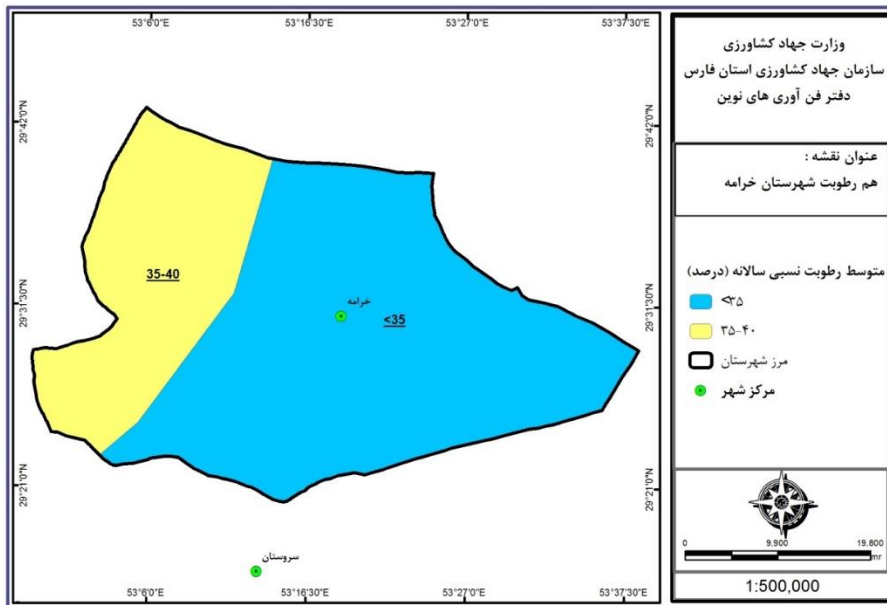 53°6'0"E 53°16'30"E 53°27'0"E 53°37'30"E
29°42'0"N 29°42'0"N
29°31'30"N 29°31'30"N
29°21'0"N 29°21'0"N
35-40
خرامه
<35
سروستان
53°6'0"E 53°16'30"E 53°27'0"E 53°37'30"E
وزارت جهاد کشاورزی
سازمان جهاد کشاورزی استان فارس
دفتر فن آوری های نوین
عنوان نقشه :
هم رطوبت شهرستان خرامه
متوسط رطوبت نسبی سالانه (درصد)
<۳۵
۳۵-۴۰
مرز شهرستان
مرکز شهر
0 9,900 19,800
mr
1:500,000